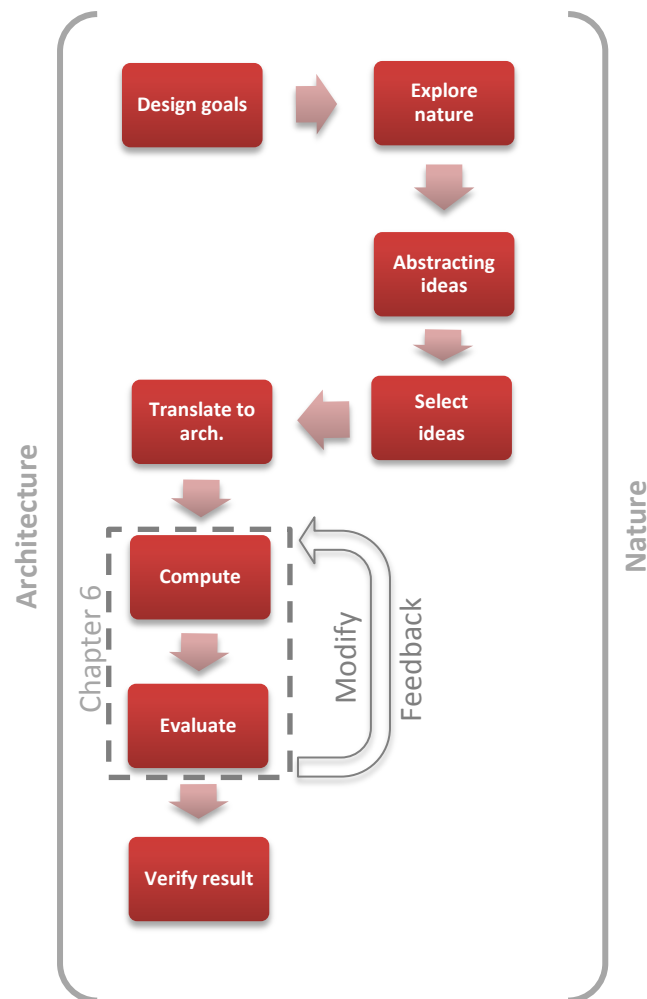 Design goals
Explore
nature
Abstracting
ideas
Select
ideas
Translate to
arch.
Architecture
Nature
Chapter 6
Compute
Modify
Feedback
Evaluate
Verify result